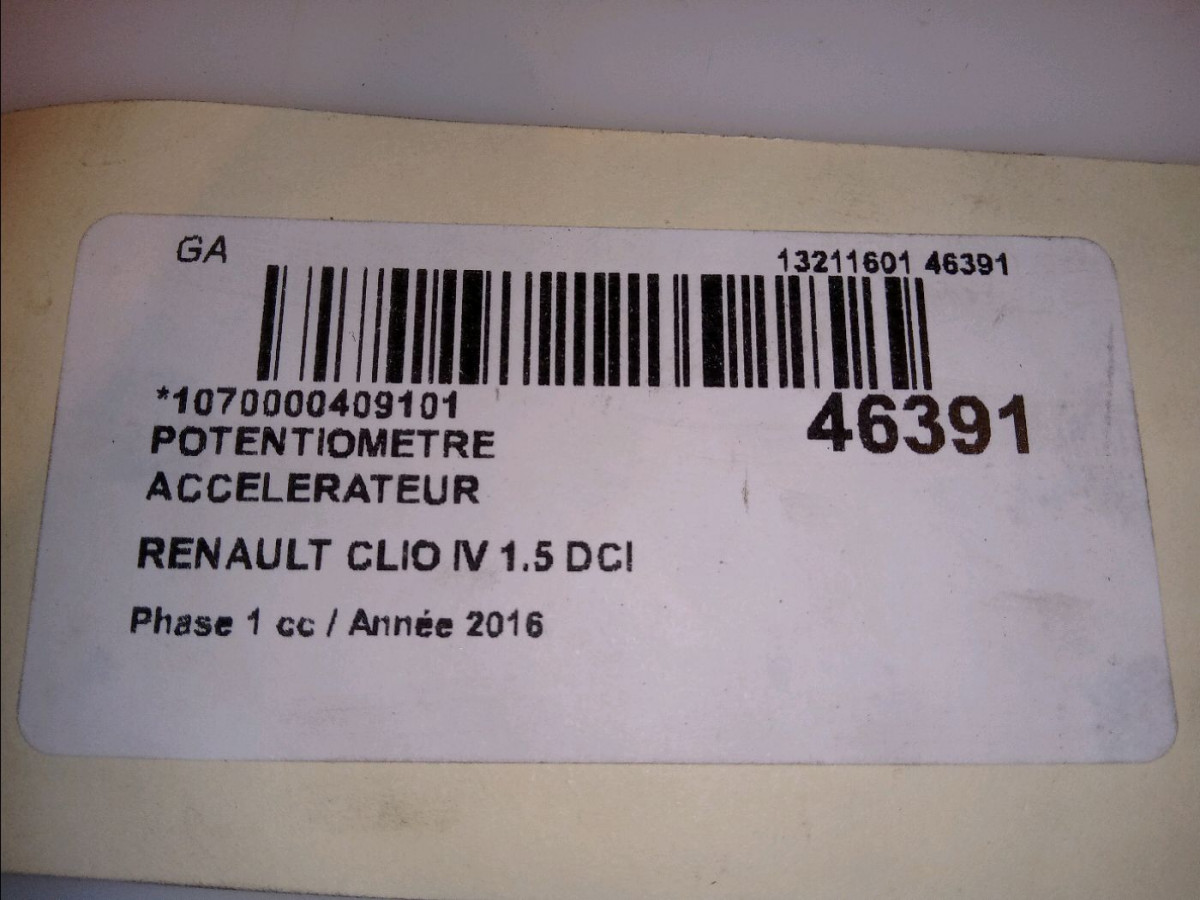 GA
13211601 46391
*1070000409101
46391
POTENTIOMETRE
ACCELERATEUR
RENAULT CLIO IV 1.5 DCI
Phase 1 cc / Année 2016